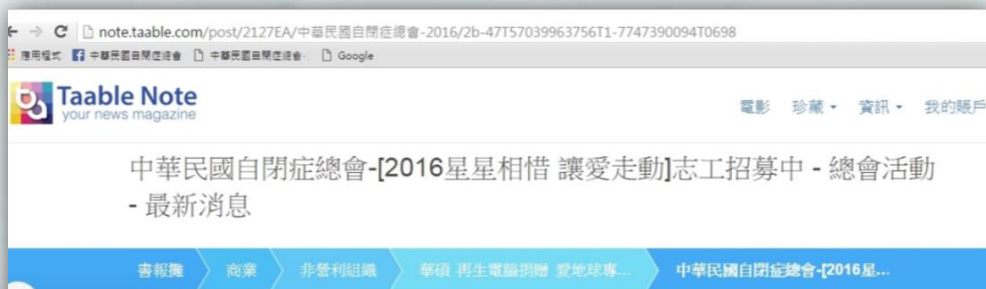 note.taable.com/post/2127EA/中華民國自閉症總會-2016/2b-47T57039963756T1-7747390094T0698
應用程式 中華民國自閉症總會 中華民國自閉症總會- Google
Taable Note
your news magazine
電影 珍藏 資訊 我的賬戶
中華民國自閉症總會-[2016星星相惜 讓愛走動]志工招募中 - 總會活動
- 最新消息
書報攤 商業 非營利組織 華碩 再生電腦捐贈 愛地球專... 中華民國自閉症總會-[2016星...